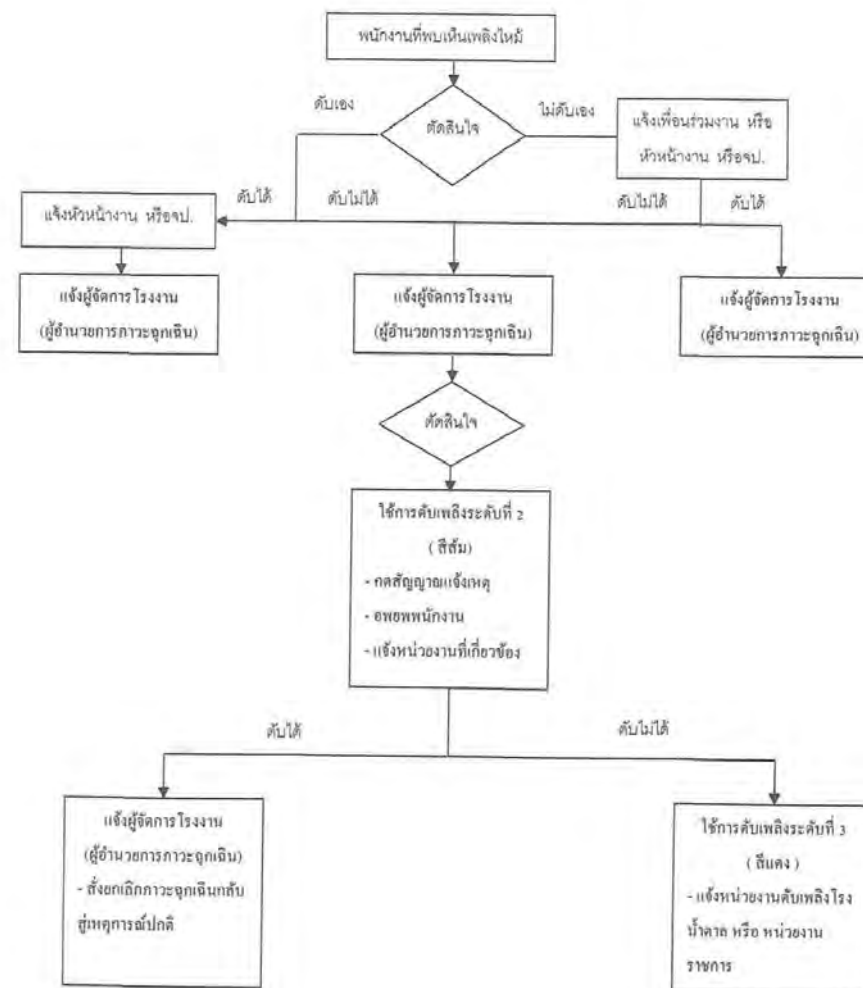 พนักงานที่พบเห็นเพลิงไหม้
ดับเอง
ไม่ดับเอง
ตัดสินใจ
แจ้งเพื่อนร่วมงาน หรือ
หัวหน้างาน หรือจป.
ดับได้
ดับไม่ได้
ดับไม่ได้
ดับได้
แจ้งหัวหน้างาน หรือจป.
แจ้งผู้จัดการโรงงาน
(ผู้อำนวยการภาวะฉุกเฉิน)
แจ้งผู้จัดการโรงงาน
(ผู้อำนวยการภาวะฉุกเฉิน)
แจ้งผู้จัดการโรงงาน
(ผู้อำนวยการภาวะฉุกเฉิน)
ตัดสินใจ
ใช้การดับเพลิงระดับที่ 2
( สีส้ม)
- กดสัญญาณแจ้งเหตุ
- อพยพพนักงาน
- แจ้งหน่วยงานที่เกี่ยวข้อง
ดับได้
ดับไม่ได้
แจ้งผู้จัดการโรงงาน
(ผู้อำนวยการภาวะฉุกเฉิน)
- สั่งยกเลิกภาวะฉุกเฉินกลับ
สู่เหตุการณ์ปกติ
ใช้การดับเพลิงระดับที่ 3
( สีแดง )
- แจ้งหน่วยงานดับเพลิงโรง
น้ำตาล หรือ หน่วยงาน
ราชการ